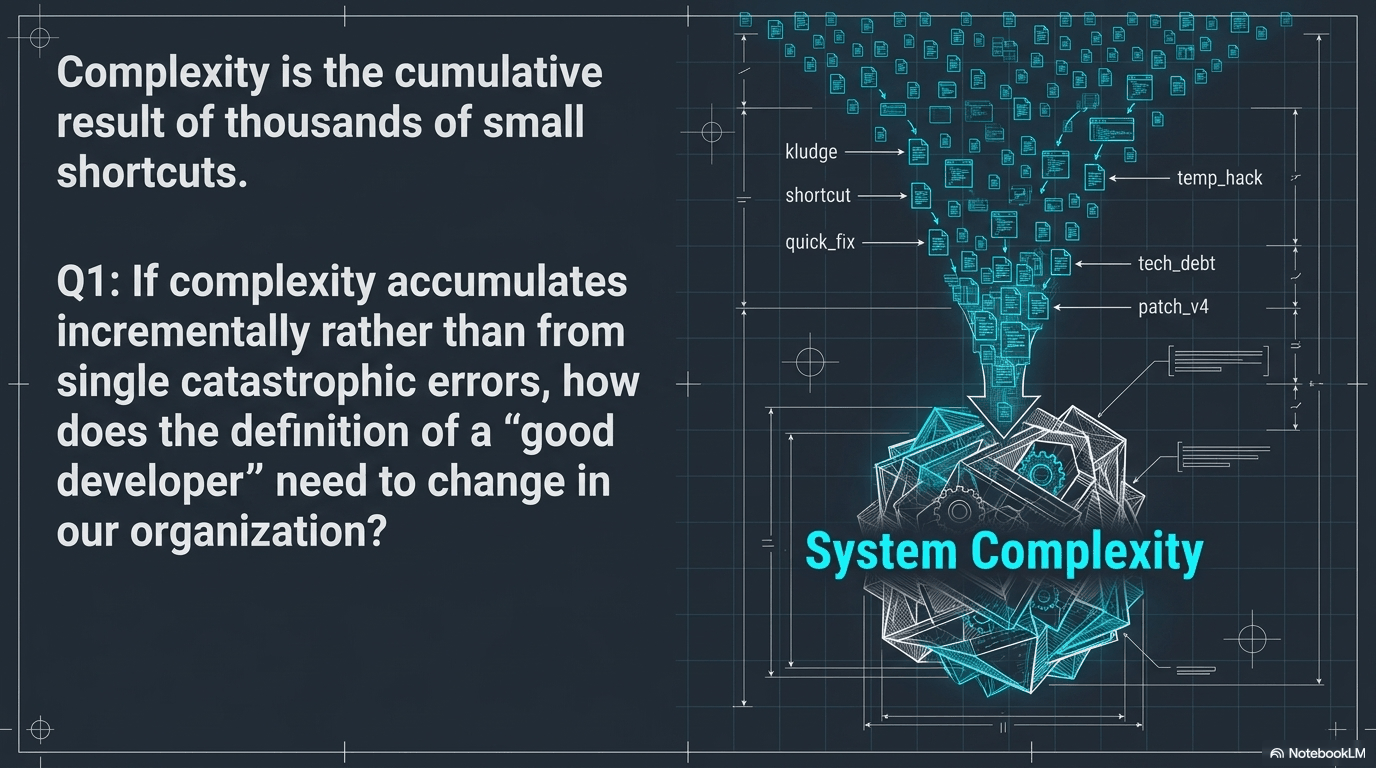 Complexity is the cumulative
result of thousands of small
shortcuts.
Q1: If complexity accumulates
incrementally rather than from
single catastrophic errors, how
does the definition of a “good
developer” need to change in
our organization?
kludge
shortcut
quick_fix
temp_hack
tech_debt
patch_v4
System Complexity
NotebookLM